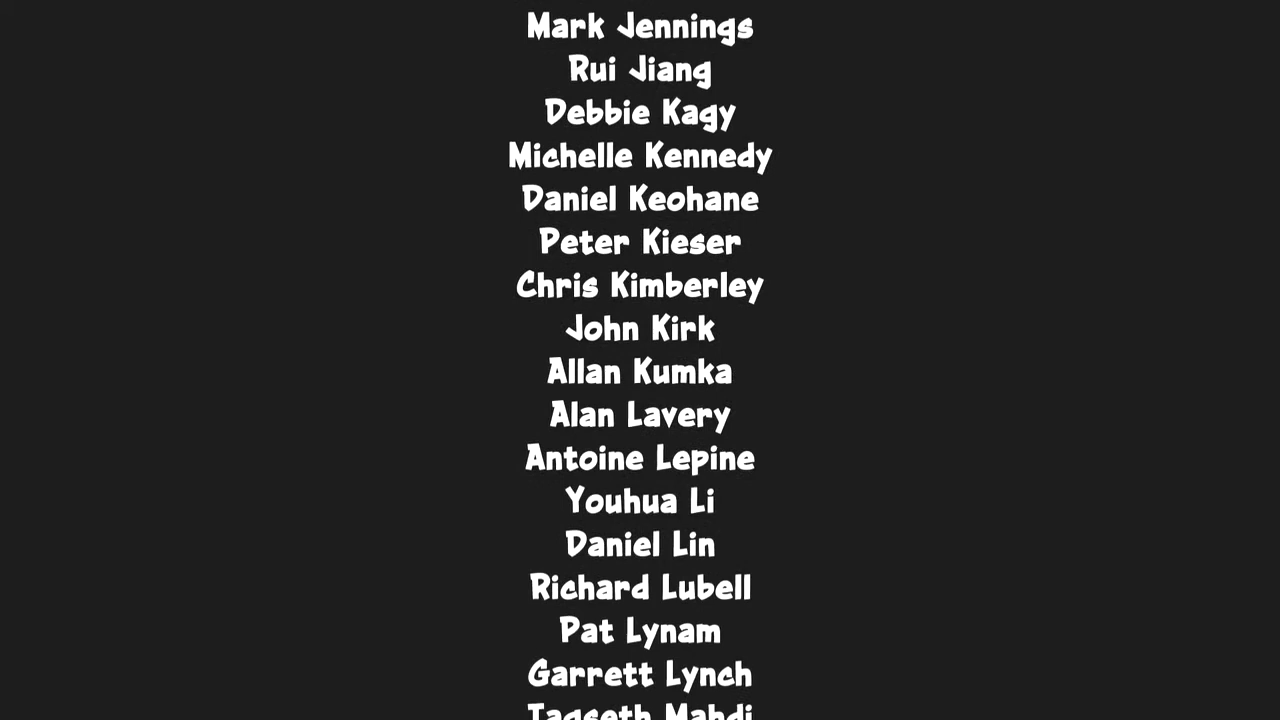 Mark Jennings
Rui Jiang
Debbie Kagy
Michelle Kennedy
Daniel Keohane
Peter Kieser
Chris Kimberley
John Kirk
Allan Kumka
Alan Lavery
Antoine Lepine
Youhua Li
Daniel Lin
Richard Lubell
Pat Lynam
Garrett Lynch
Mahdi